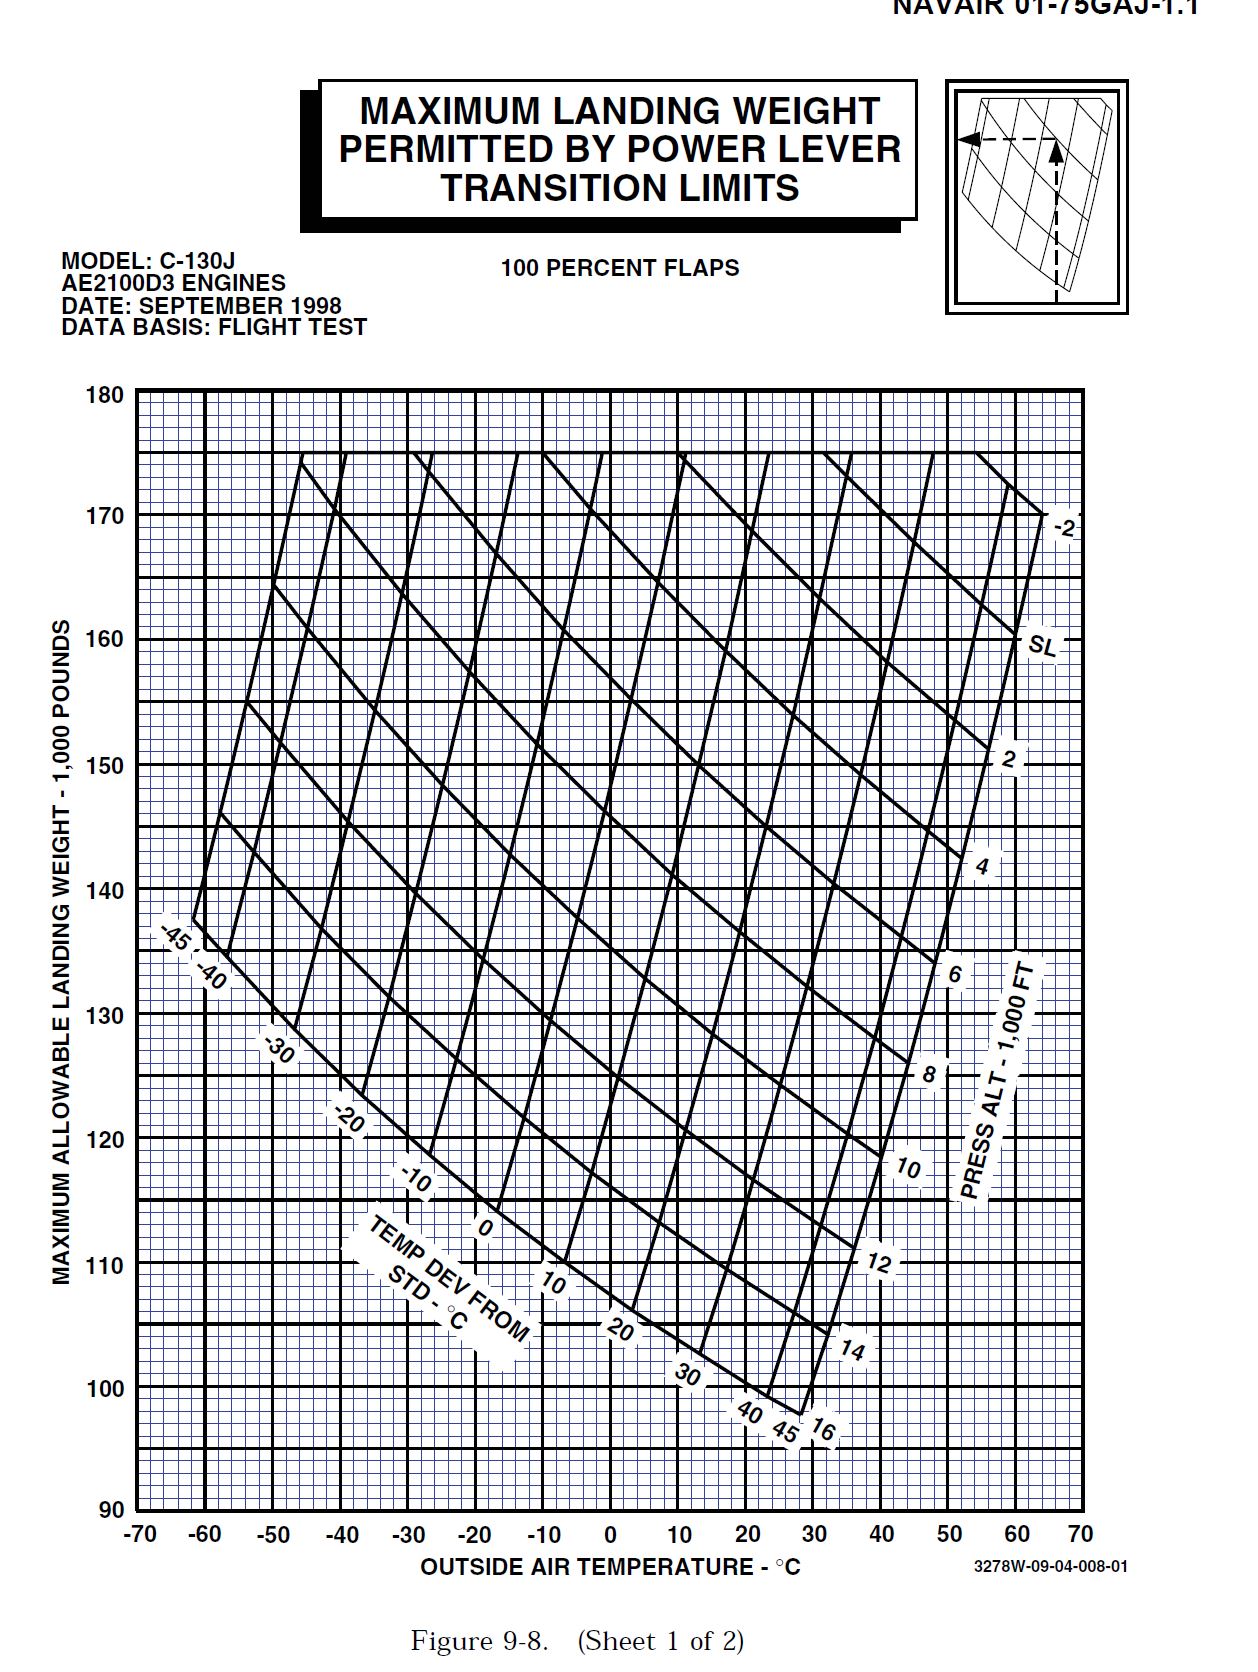 NAVAIR 01-75GAJ-1.1
MAXIMUM LANDING WEIGHT
PERMITTED BY POWER LEVER
TRANSITION LIMITS
MODEL: C-130J
AE2100D3 ENGINES
DATE: SEPTEMBER 1998
DATA BASIS: FLIGHT TEST
100 PERCENT FLAPS
MAXIMUM ALLOWABLE LANDING WEIGHT - 1,000 POUNDS
180
170
160
150
140
130
120
110
100
90
-2
SL
2
4
6
8
10
12
14
16
PRESS ALT - 1,000 FT
-45
-40
-30
-20
-10
0
10
20
30
40
45
TEMP DEV FROM
STD - °C
-70 -60 -50 -40 -30 -20 -10 0 10 20 30 40 50 60 70
OUTSIDE AIR TEMPERATURE - °C
3278W-09-04-008-01
Figure 9-8. (Sheet 1 of 2)